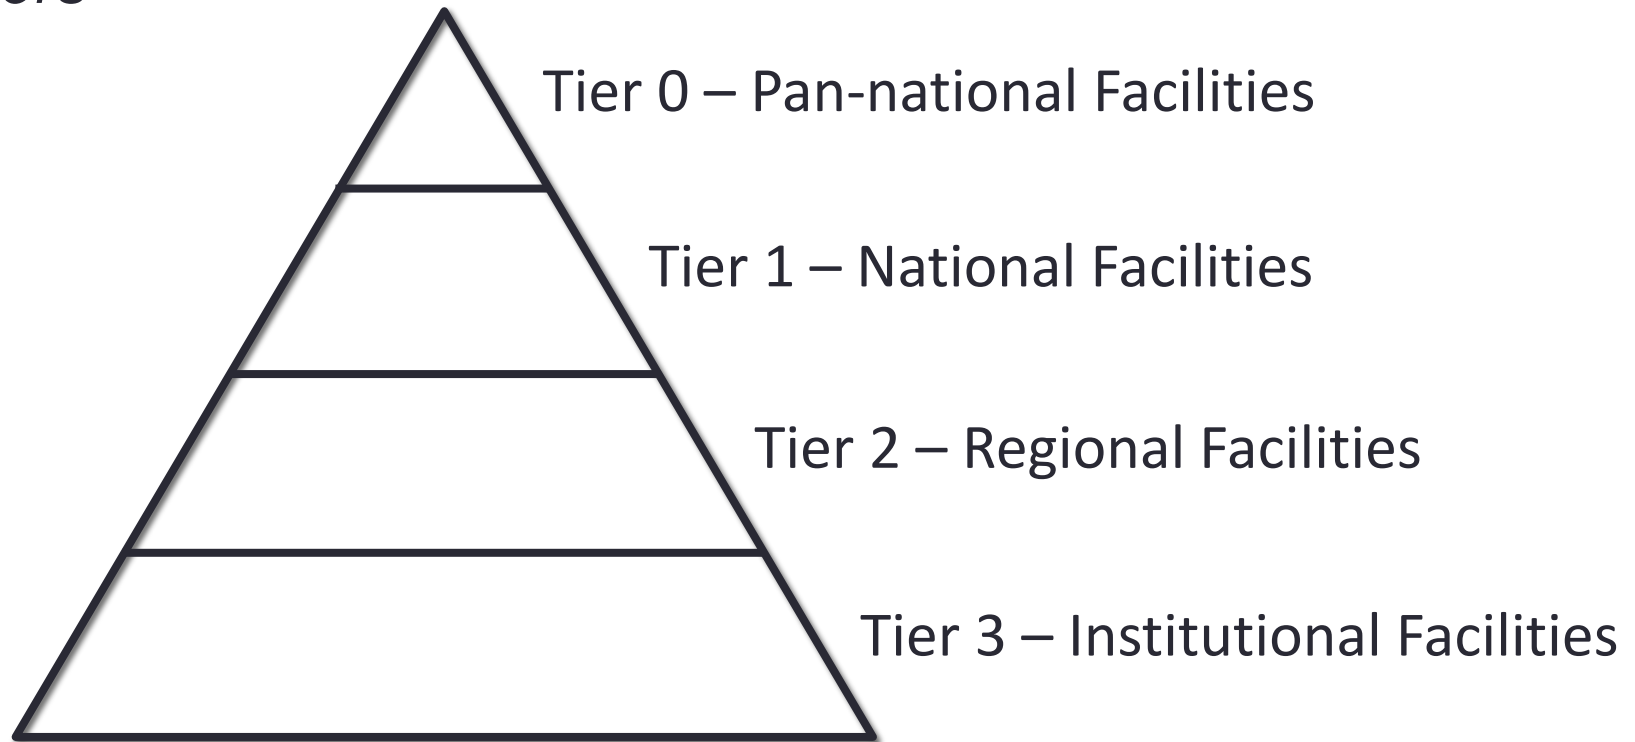 Tier 0 – Pan-national Facilities
Tier 1 – National Facilities
Tier 2 – Regional Facilities
Tier 3 – Institutional Facilities